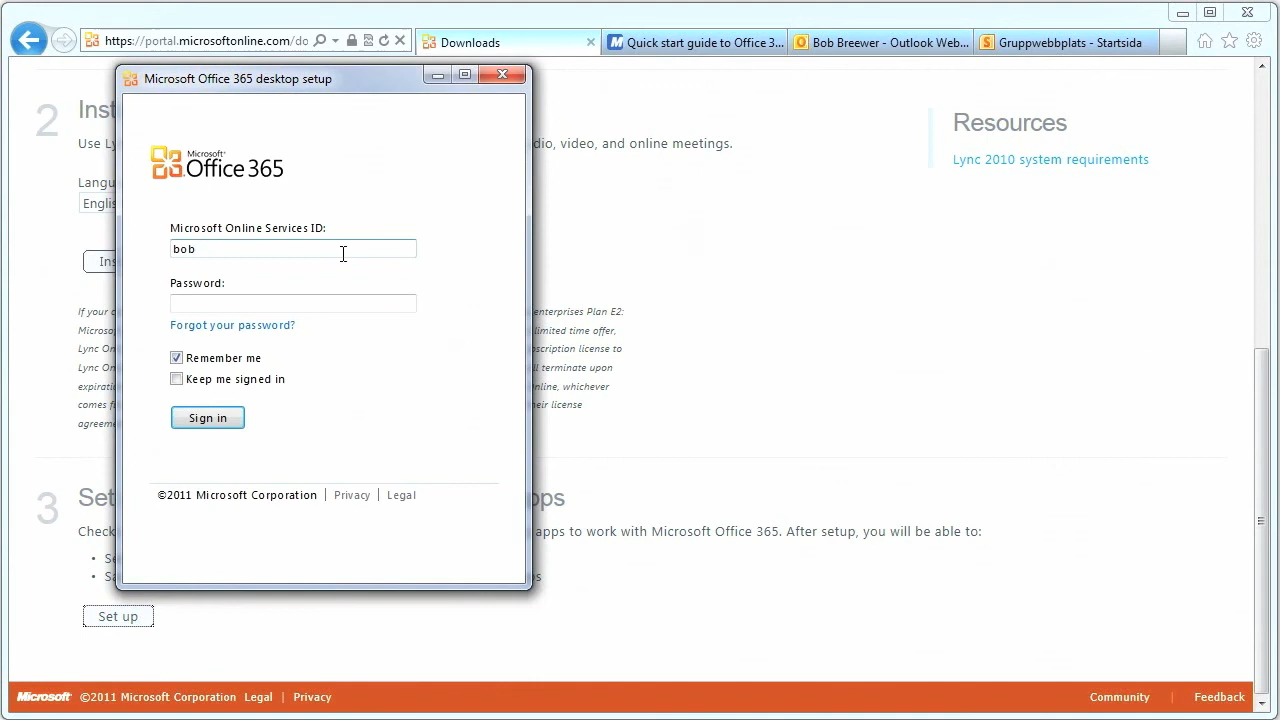 https://portal.microsoftonline.com/do
Downloads
Quick start guide to Office 3...
Bob Breewer - Outlook Web...
Gruppwebbplats - Startsida
Microsoft Office 365 desktop setup
2
Inst
Use Ly
dio, video, and online meetings.
Resources
Lync 2010 system requirements
Langu
Englis
Ins
Microsoft®
Office 365
Microsoft Online Services ID:
bob
Password:
Forgot your password?
Remember me
Keep me signed in
Sign in
©2011 Microsoft Corporation | Privacy | Legal
If your o
enterprises Plan E2:
Microso
limited time offer,
Lync On
bscription license to
Lync On
ll terminate upon
expirati
nline, whichever
comes f
heir license
agreeme
3
Set
pps
Check
apps to work with Microsoft Office 365. After setup, you will be able to:
• Se
• Sa
s
Set up
Microsoft ©2011 Microsoft Corporation Legal | Privacy
Community | Feedback